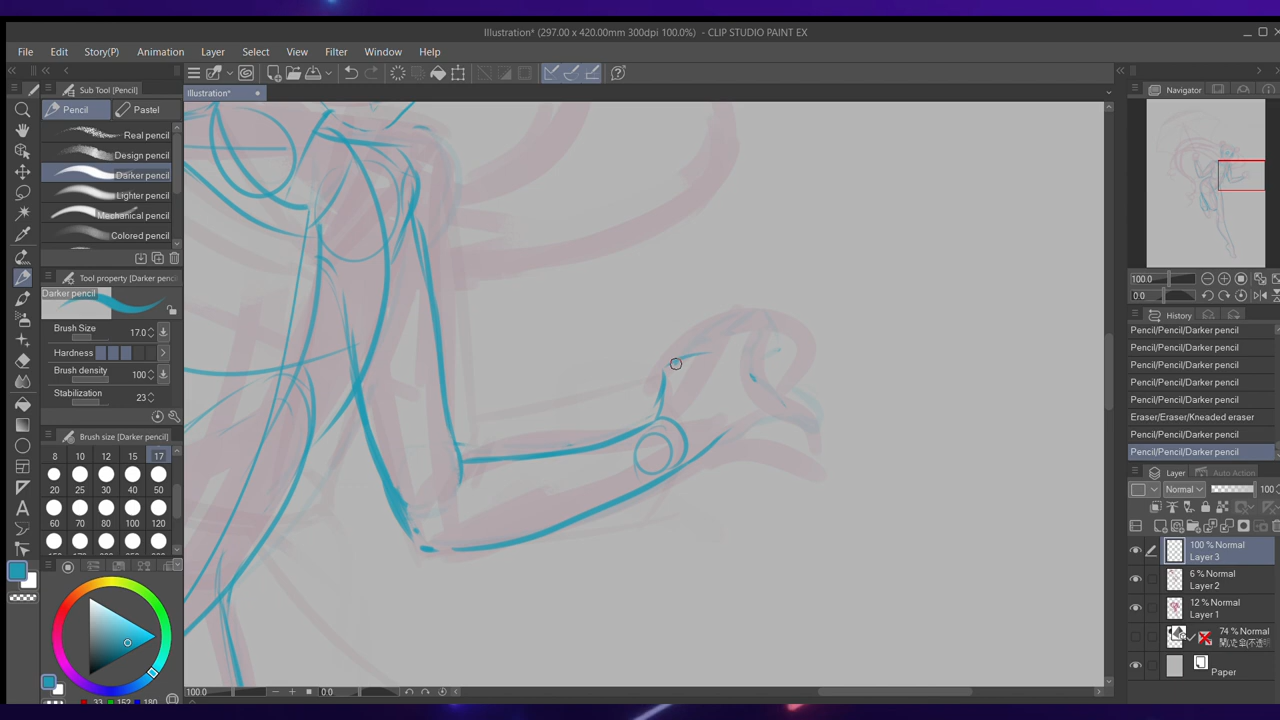 Illustration* (297.00 x 420.00mm 300dpi 100.0%) - CLIP STUDIO PAINT EX
File Edit Story(P) Animation Layer Select View Filter Window Help
Sub Tool [Pencil]
Pencil Pastel
Real pencil
Design pencil
Darker pencil
Lighter pencil
Mechanical pencil
Colored pencil
Tool property [Darker penci
Darker pencil
Brush Size 17.0
Hardness
Brush density 100
Stabilization 23
Brush size [Darker pencil]
8 10 12 15 17
20 25 30 40 50
60 70 80 100 120
Illustration*
100.0 0.0
Navigator
100.0
0.0
History
Pencil/Pencil/Darker pencil
Pencil/Pencil/Darker pencil
Pencil/Pencil/Darker pencil
Pencil/Pencil/Darker pencil
Pencil/Pencil/Darker pencil
Eraser/Eraser/Kneaded eraser
Pencil/Pencil/Darker pencil
Pencil/Pencil/Darker pencil
Layer Auto Action
Normal 100
100 % Normal
Layer 3
6 % Normal
Layer 2
12 % Normal
Layer 1
74 % Normal
Paper